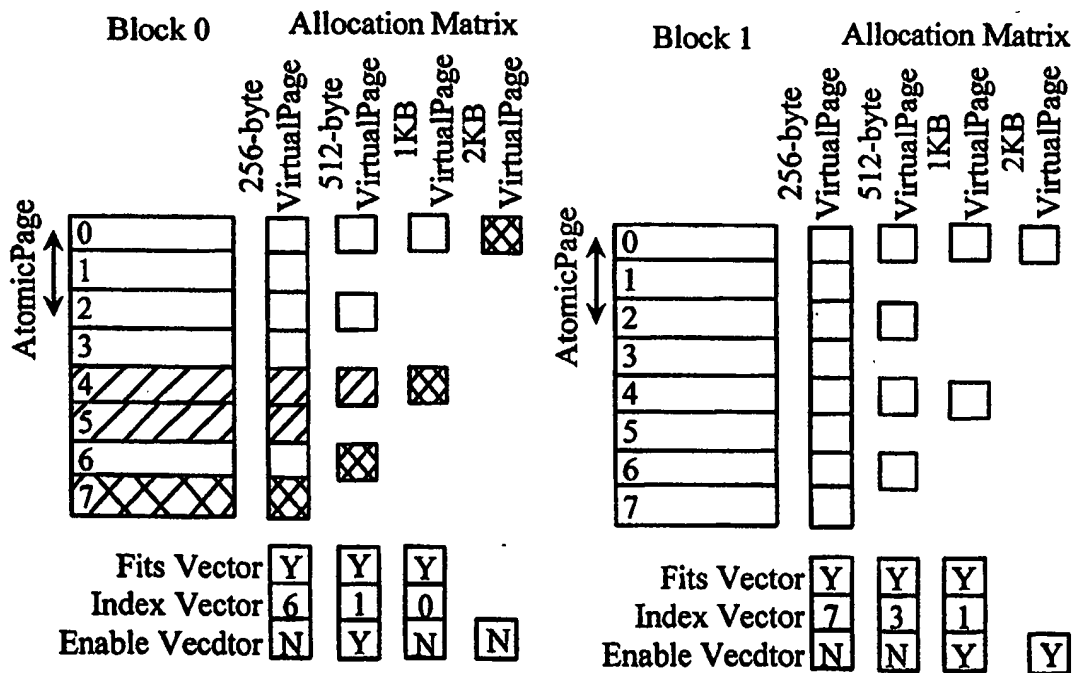 Block 0
Allocation Matrix
256-byte
VirtualPage
512-byte
VirtualPage
1KB
VirtualPage
2KB
VirtualPage
AtomicPage
0
1
2
3
4
5
6
7
Fits Vector Y Y Y
Index Vector 6 1 0
Enable Vecdtor N Y N N
Block 1
Allocation Matrix
256-byte
VirtualPage
512-byte
VirtualPage
1KB
VirtualPage
2KB
VirtualPage
AtomicPage
0
1
2
3
4
5
6
7
Fits Vector Y Y Y
Index Vector 7 3 1
Enable Vecdtor N N Y Y